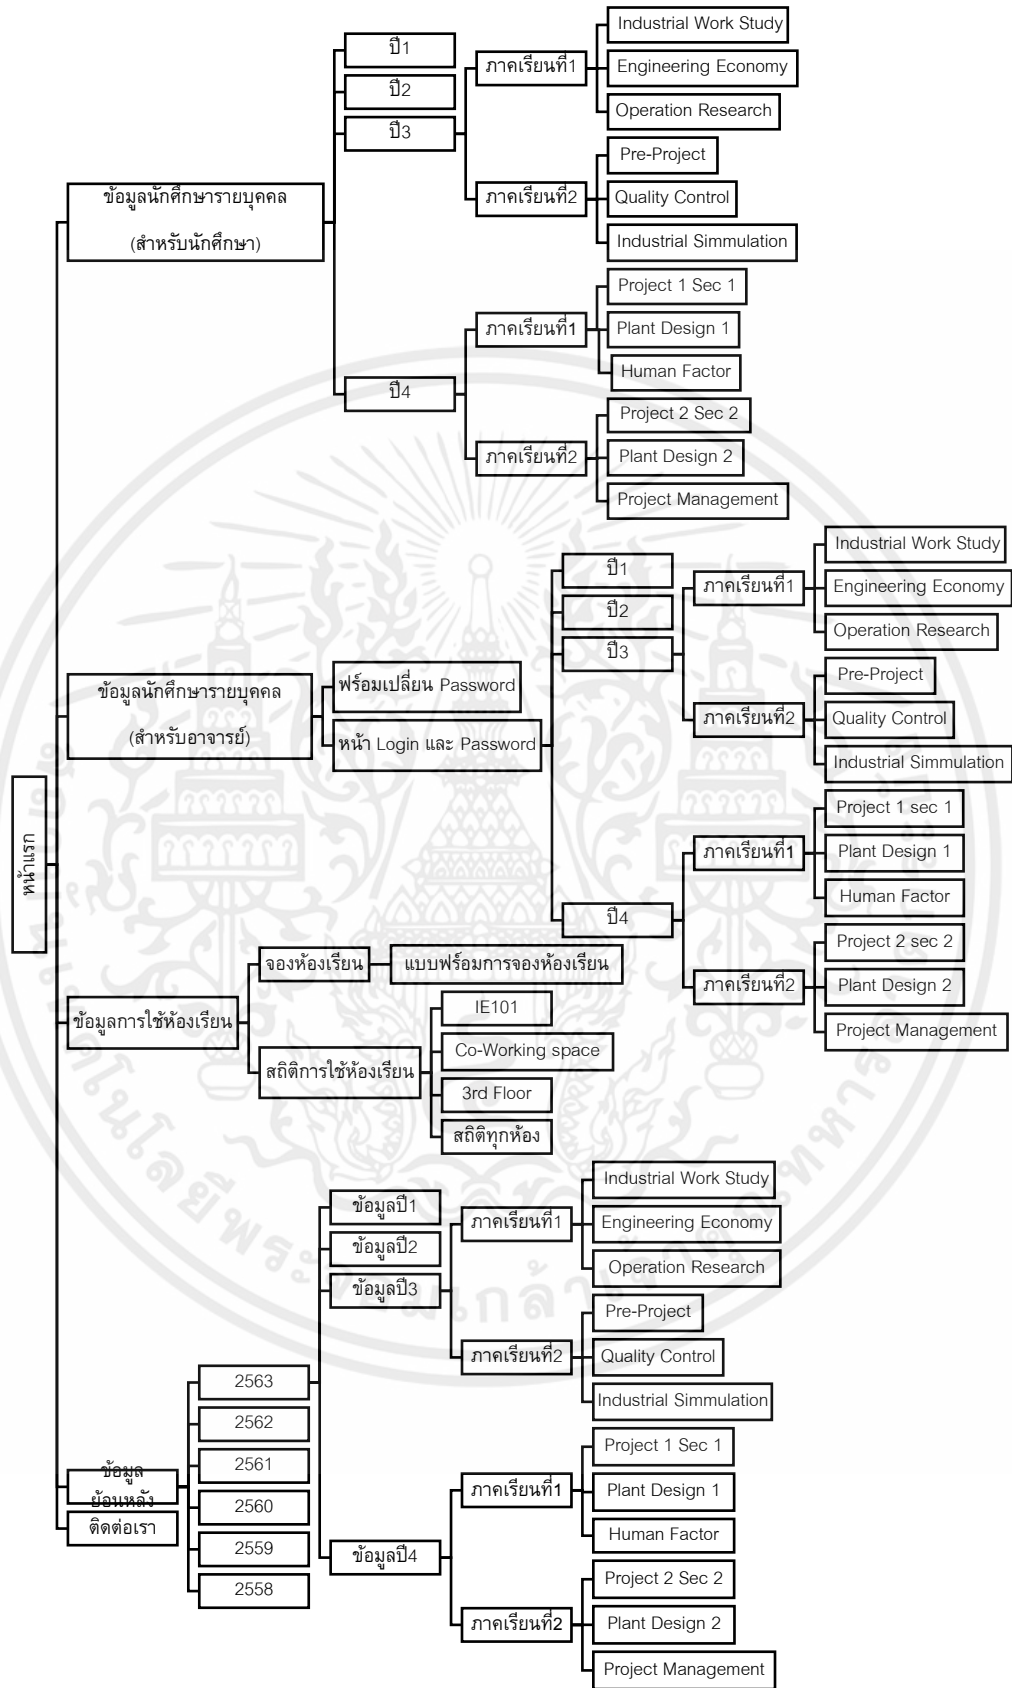 หน้าแรก
ข้อมูลนักศึกษารายบุคคล
(สำหรับนักศึกษา)
ปี1
ปี2
ปี3
ภาคเรียนที่1
Industrial Work Study
Engineering Economy
Operation Research
ภาคเรียนที่2
Pre-Project
Quality Control
Industrial Simmulation
ปี4
ภาคเรียนที่1
Project 1 Sec 1
Plant Design 1
Human Factor
ภาคเรียนที่2
Project 2 Sec 2
Plant Design 2
Project Management
ข้อมูลนักศึกษารายบุคคล
(สำหรับอาจารย์)
ฟร์อมเปลี่ยน Password
หน้า Login และ Password
ปี1
ปี2
ปี3
ภาคเรียนที่1
Industrial Work Study
Engineering Economy
Operation Research
ภาคเรียนที่2
Pre-Project
Quality Control
Industrial Simmulation
ปี4
ภาคเรียนที่1
Project 1 sec 1
Plant Design 1
Human Factor
ภาคเรียนที่2
Project 2 sec 2
Plant Design 2
Project Management
ข้อมูลการใช้ห้องเรียน
จองห้องเรียน
แบบฟร์อมการจองห้องเรียน
สถิติการใช้ห้องเรียน
IE101
Co-Working space
3rd Floor
สถิติทุกห้อง
ข้อมูล
ย้อนหลัง
2563
2562
2561
2560
2559
2558
ข้อมูลปี1
ข้อมูลปี2
ข้อมูลปี3
ภาคเรียนที่1
Industrial Work Study
Engineering Economy
Operation Research
ภาคเรียนที่2
Pre-Project
Quality Control
Industrial Simmulation
ข้อมูลปี4
ภาคเรียนที่1
Project 1 Sec 1
Plant Design 1
Human Factor
ภาคเรียนที่2
Project 2 Sec 2
Plant Design 2
Project Management
ติดต่อเรา